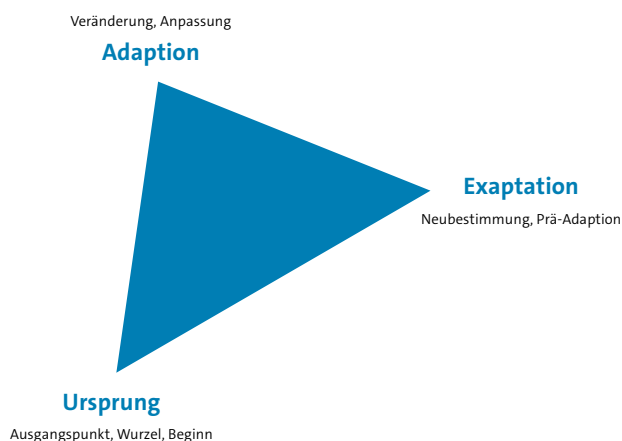 Veränderung, Anpassung
Adaption
Exaptation
Neubestimmung, Prä-Adaption
Ursprung
Ausgangspunkt, Wurzel, Beginn